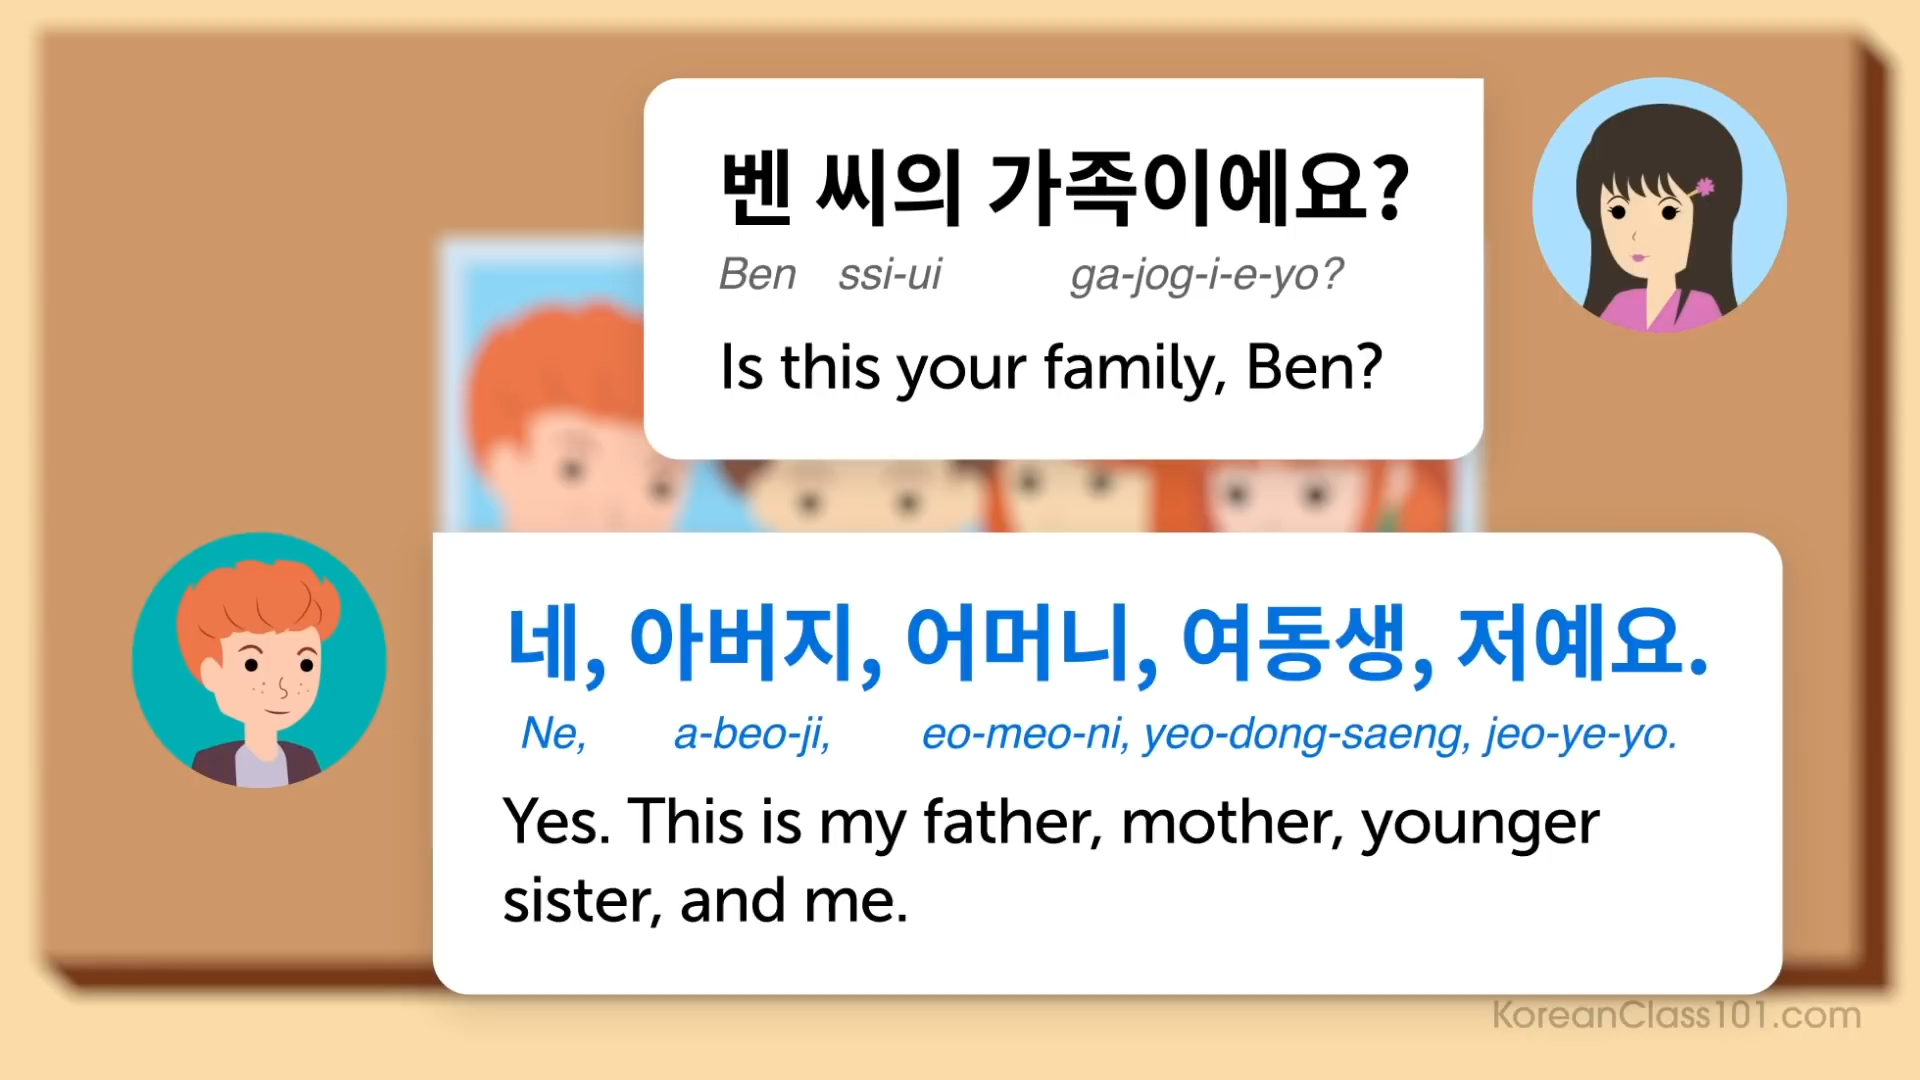 벤 씨의 가족이에요?
Ben ssi-ui ga-jog-i-e-yo?
Is this your family, Ben?
네, 아버지, 어머니, 여동생, 저예요.
Ne, a-beo-ji, eo-meo-ni, yeo-dong-saeng, jeo-ye-yo.
Yes. This is my father, mother, younger
sister, and me.
KoreanClass101.com